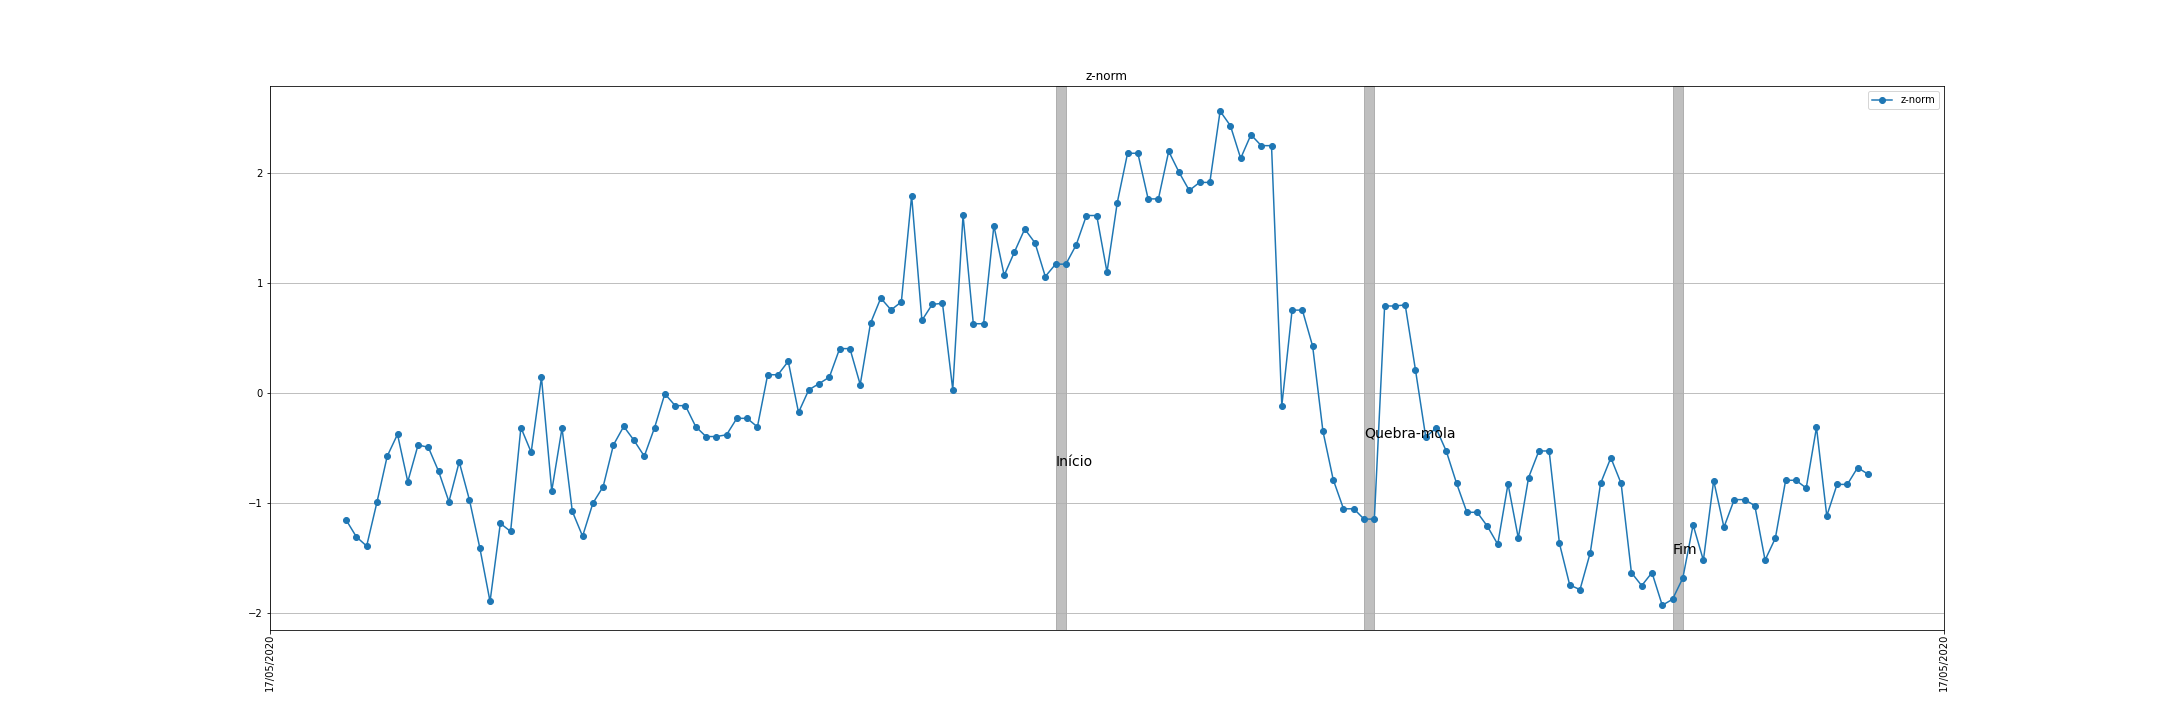 z-norm
z-norm
2
1
0
−1
−2
Início
Quebra-mola
Fim
17/05/2020
17/05/2020